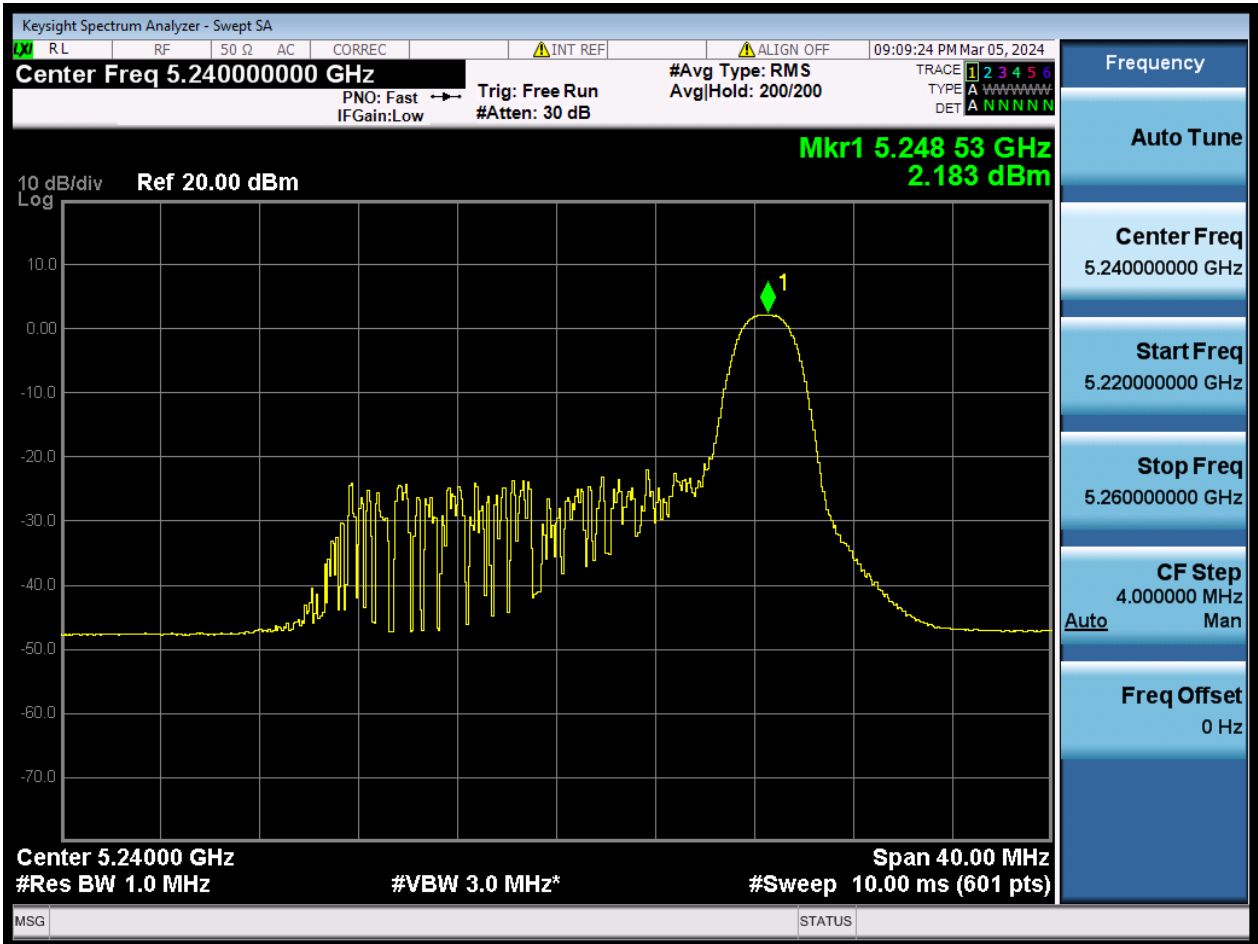 Keysight Spectrum Analyzer - Swept SA
LXI RL RF 50 Ω AC CORREC INT REF ALIGN OFF 09:09:24 PM Mar 05, 2024
Center Freq 5.240000000 GHz
PNO: Fast
IFGain:Low
Trig: Free Run
#Atten: 30 dB
#Avg Type: RMS
Avg|Hold: 200/200
TRACE 1 2 3 4 5 6
TYPE A WWWWW
DET A N N N N N
Mkr1 5.248 53 GHz
2.183 dBm
10 dB/div Ref 20.00 dBm
Log
1
10.0
0.00
-10.0
-20.0
-30.0
-40.0
-50.0
-60.0
-70.0
Center 5.24000 GHz Span 40.00 MHz
#Res BW 1.0 MHz #VBW 3.0 MHz* #Sweep 10.00 ms (601 pts)
MSG STATUS
Frequency
Auto Tune
Center Freq
5.240000000 GHz
Start Freq
5.220000000 GHz
Stop Freq
5.260000000 GHz
CF Step
4.000000 MHz
Auto Man
Freq Offset
0 Hz